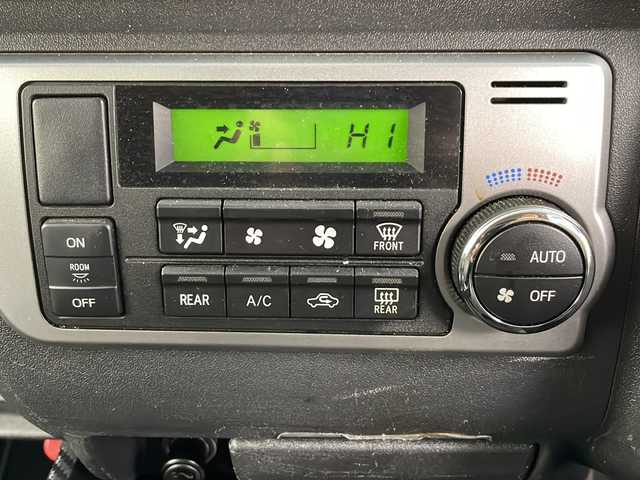 HI
ON
ROOM
OFF
FRONT
REAR
A/C
REAR
AUTO
OFF